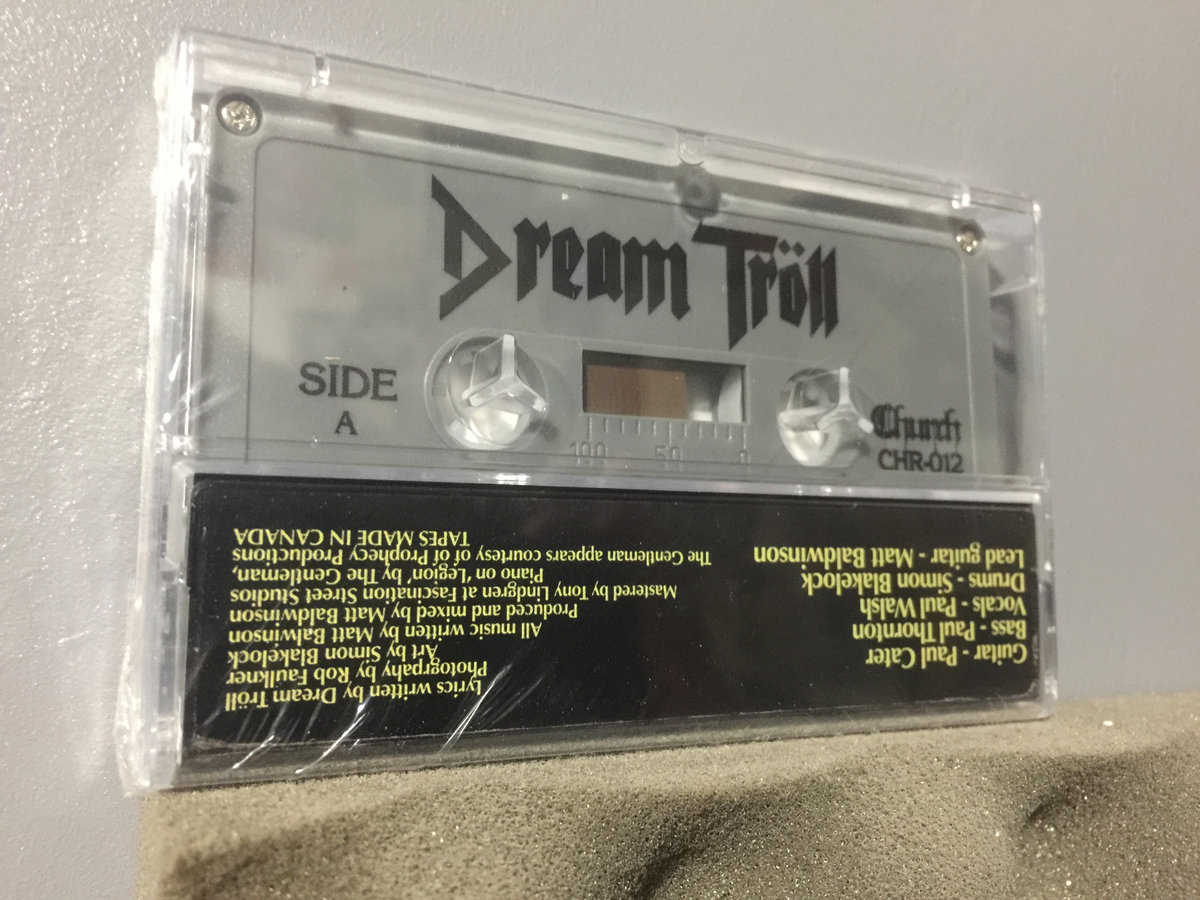 Dream Tröll
SIDE
A
100 50 0
Church
CHR-012
Guitar - Paul Cater
Bass - Paul Thornton
Vocals - Paul Walsh
Drums - Simon Blakelock
Lead guitar - Matt Baldwinson
Lyrics written by Dream Tröll
Photogrpahy by Rob Faulkner
Art by Simon Blakelock
All music written by Matt Balwinson
Produced and mixed by Matt Baldwinson
Mastered by Tony Lindgren at Fascination Street Studios
Piano on 'Legion' by The Gentleman,
The Gentleman appears courtesy of of Prophecy Productions
TAPES MADE IN CANADA